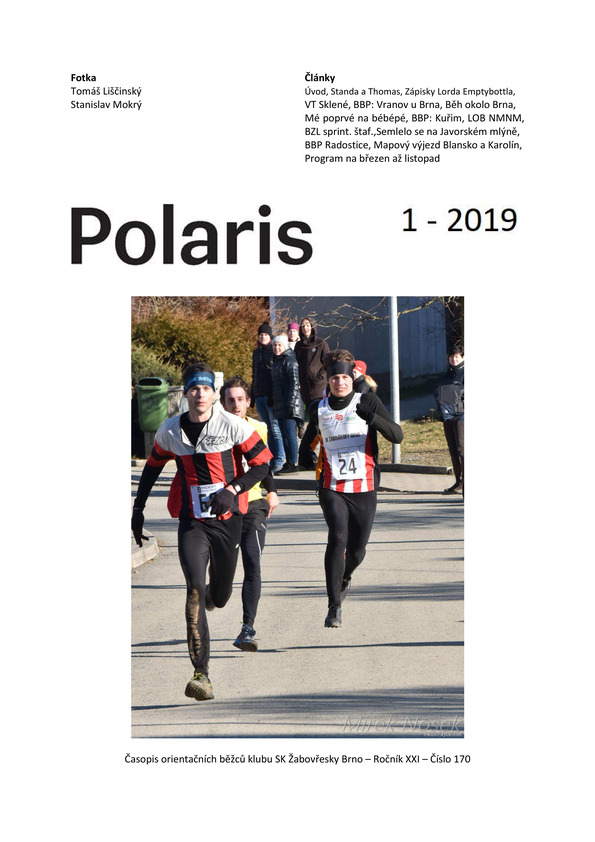 Fotka
Tomáš Liščinský
Stanislav Mokrý
Články
Úvod, Standa a Thomas, Zápisky Lorda Emptybottla,
VT Sklené, BBP: Vranov u Brna, Běh okolo Brna,
Mé poprvé na bébépé, BBP: Kuřim, LOB NMNM,
BZL sprint. štaf.,Semlelo se na Javorském mlýně,
BBP Radostice, Mapový výjezd Blansko a Karolín,
Program na březen až listopad
Polaris
1 - 2019
24
Mirek Nosek
Časopis orientačních běžců klubu SK Žabovřesky Brno – Ročník XXI – Číslo 170